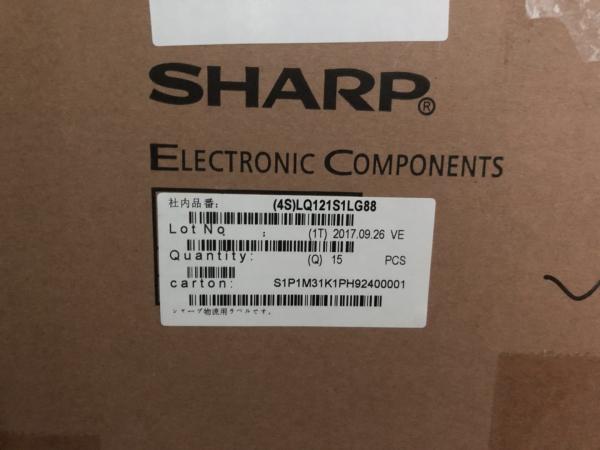 SHARP®
ELECTRONIC COMPONENTS
社内品番: (4S)LQ121S1LG88
Lot No. : (1T) 2017.09.26 VE
Quantity: (Q) 15 PCS
carton: S1P1M31K1PH92400001
シャープ物流用ラベルです。